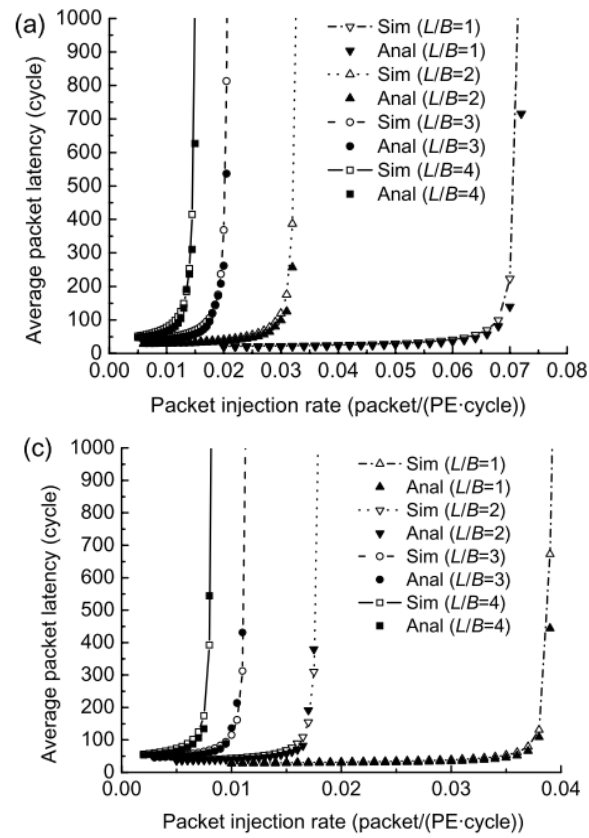 (a)
1000
900
800
700
600
500
400
300
200
100
0
Average packet latency (cycle)
Sim (L/B=1)
Anal (L/B=1)
Sim (L/B=2)
Anal (L/B=2)
Sim (L/B=3)
Anal (L/B=3)
Sim (L/B=4)
Anal (L/B=4)
0.00 0.01 0.02 0.03 0.04 0.05 0.06 0.07 0.08
Packet injection rate (packet/(PE·cycle))
(c)
1000
900
800
700
600
500
400
300
200
100
0
Average packet latency (cycle)
Sim (L/B=1)
Anal (L/B=1)
Sim (L/B=2)
Anal (L/B=2)
Sim (L/B=3)
Anal (L/B=3)
Sim (L/B=4)
Anal (L/B=4)
0.00 0.01 0.02 0.03 0.04
Packet injection rate (packet/(PE·cycle))